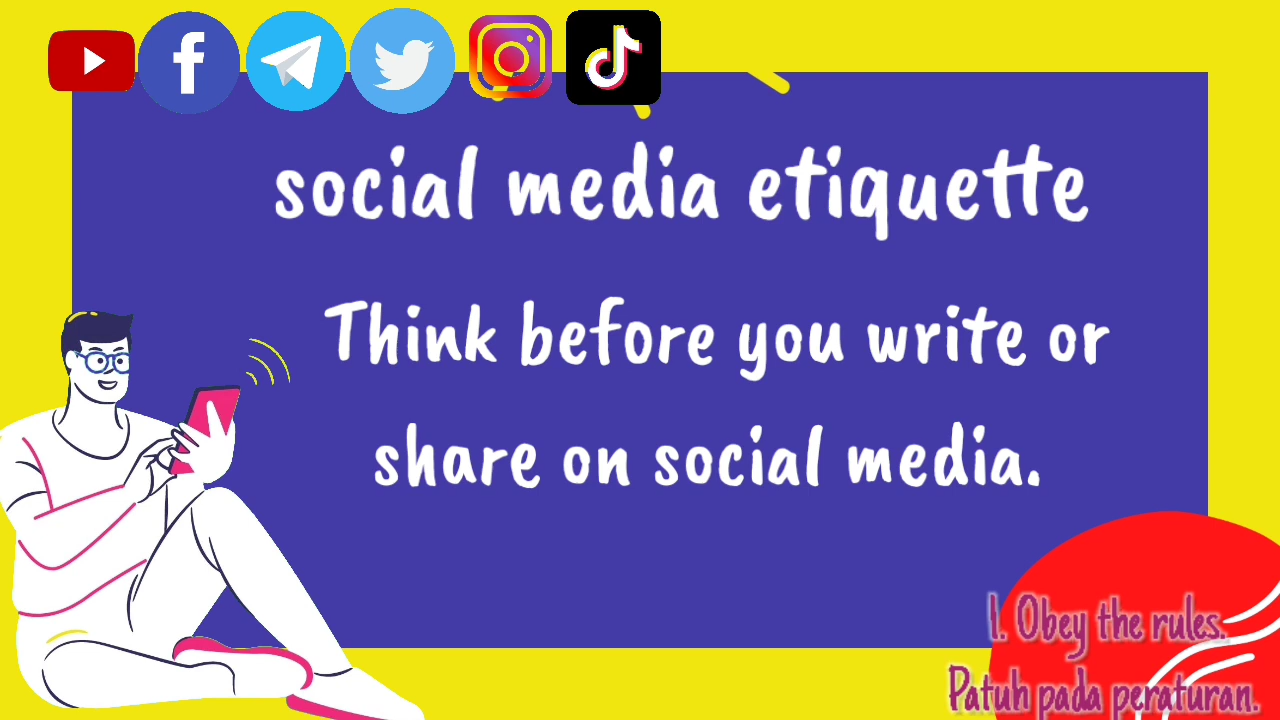 social media etiquette
Think before you write or
share on social media.
1. Obey the rules.
Patuh pada peraturan.